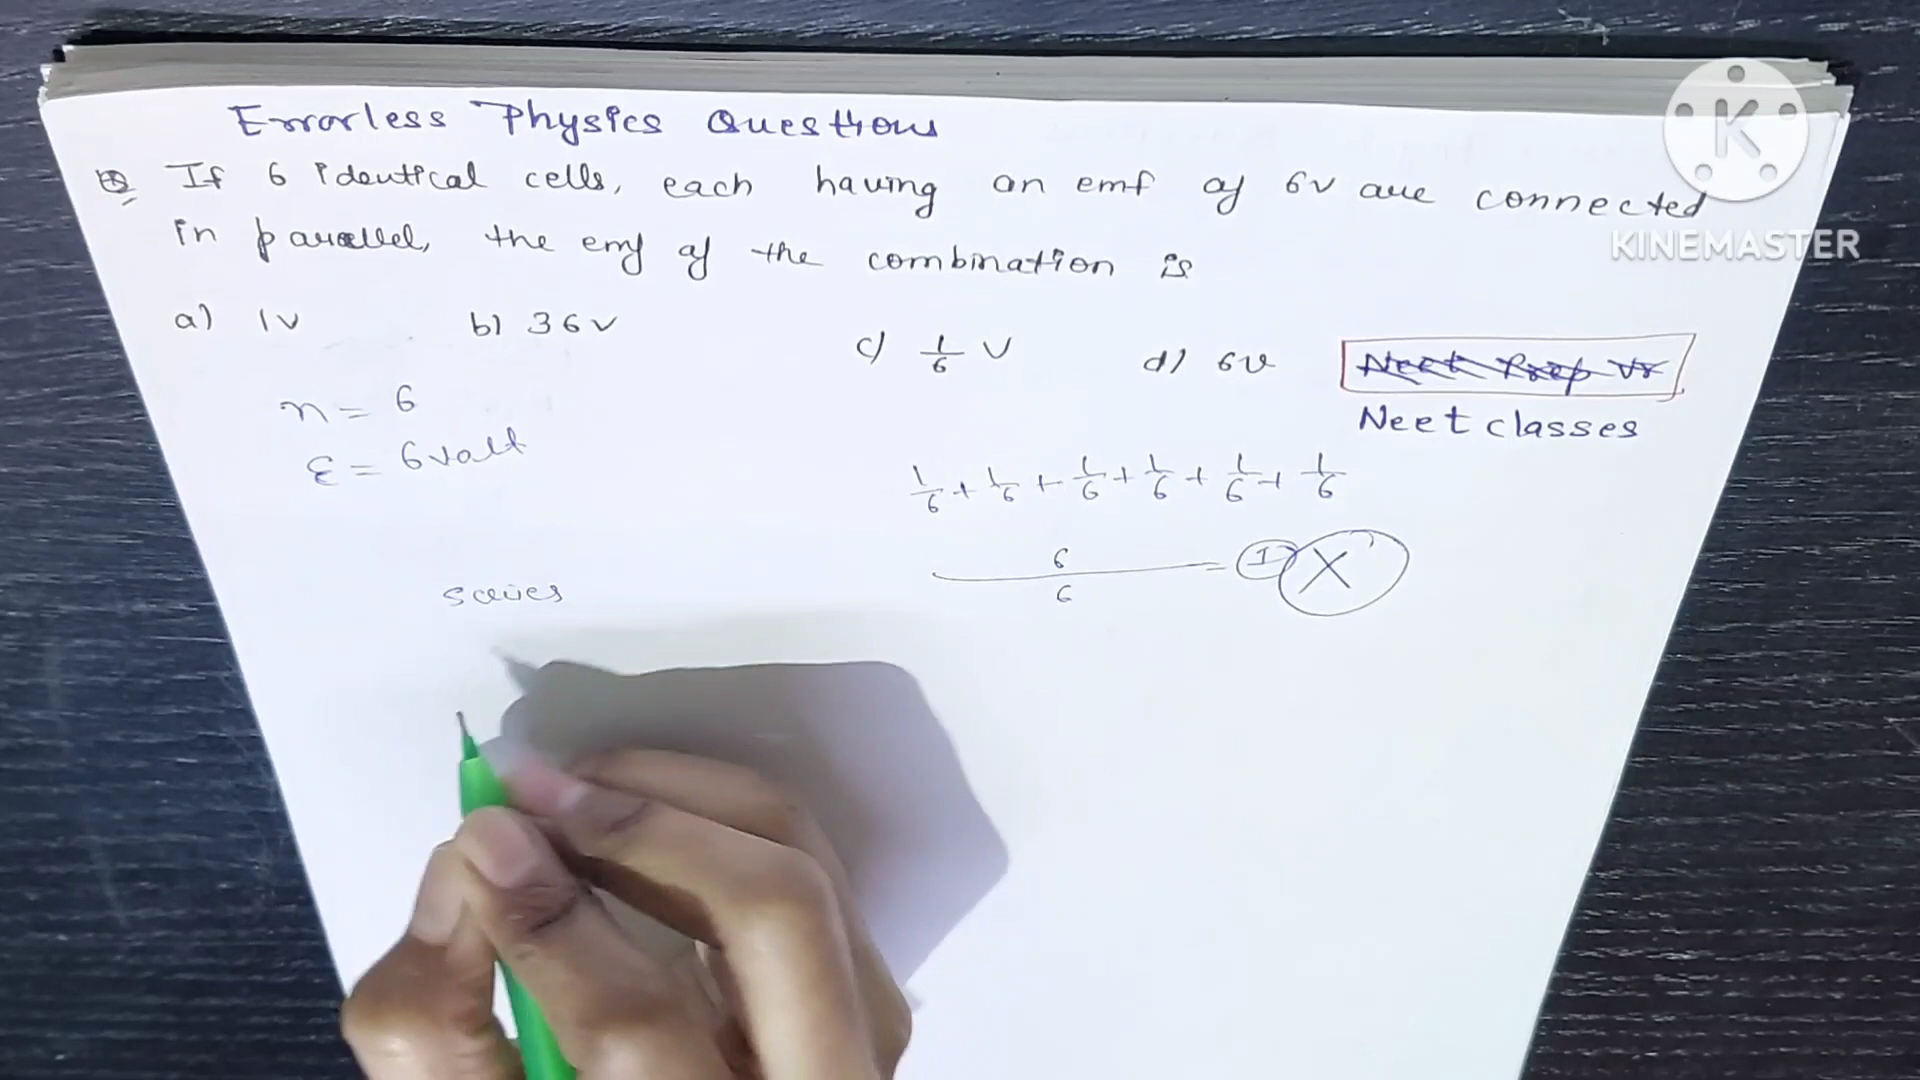 Errorless Physics Questions
Q If 6 identical cells, each having an emf of 6v are connected
in parallel, the emf of the combination is
a) 1v b) 36v c) 1/6 V d) 6v
Neet Prep Vr
Neet classes
n = 6
ε = 6 volt
1/6 + 1/6 + 1/6 + 1/6 + 1/6 + 1/6
6/6 = 1 X
series
K
KINEMASTER